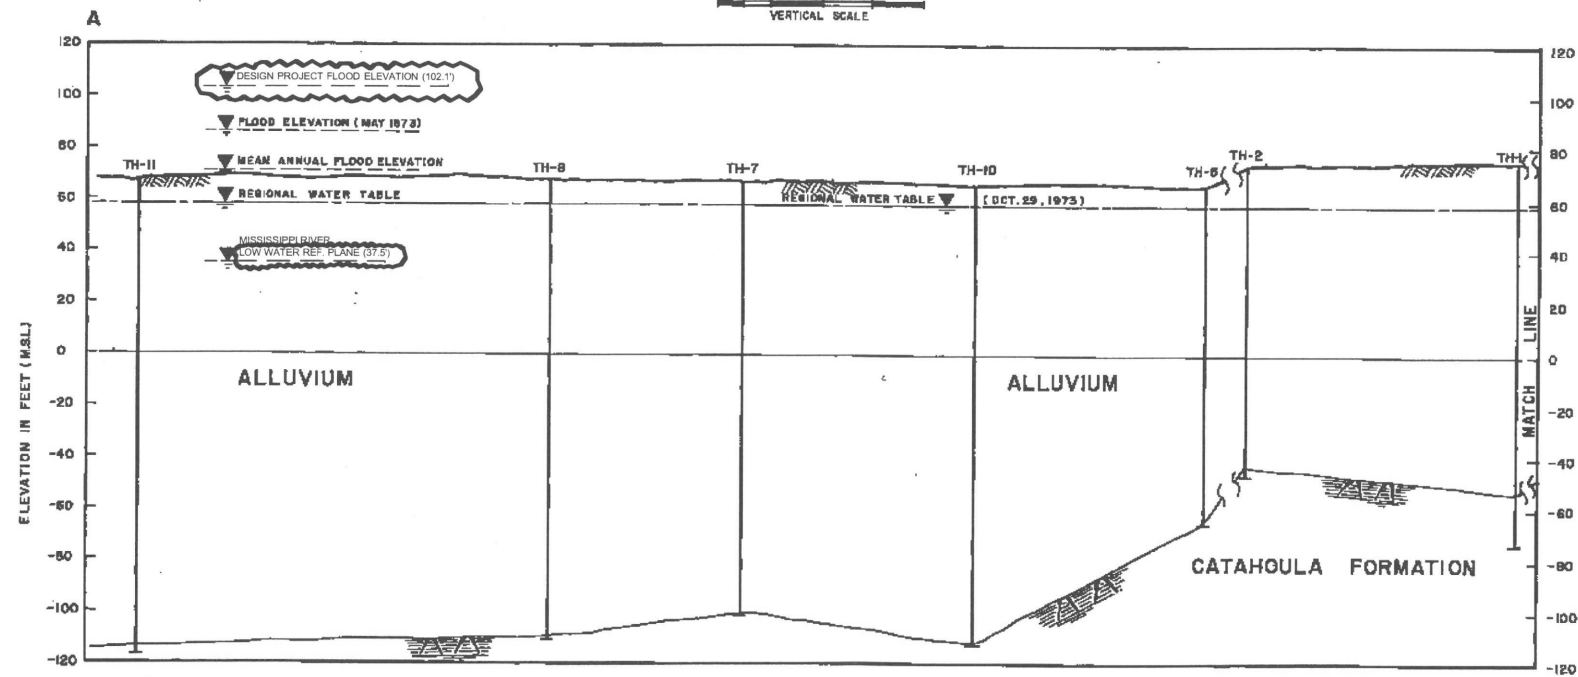 VERTICAL SCALE
A
120
120
DESIGN PROJECT FLOOD ELEVATION (102.1')
100
100
FLOOD ELEVATION (MAY 1973)
80
80
TH-11
MEAN ANNUAL FLOOD ELEVATION
TH-8
TH-7
TH-10
TH-6
TH-2
TH-1
60
REGIONAL WATER TABLE
REGIONAL WATER TABLE
(OCT. 29, 1973)
60
MISSISSIPPI RIVER
LOW WATER REF. PLANE (37.5')
40
40
20
20
0
0
ALLUVIUM
ALLUVIUM
-20
-20
-40
-40
-60
-60
-80
-80
CATAHOULA FORMATION
-100
-100
-120
-120
ELEVATION IN FEET (M.S.L.)
MATCH LINE